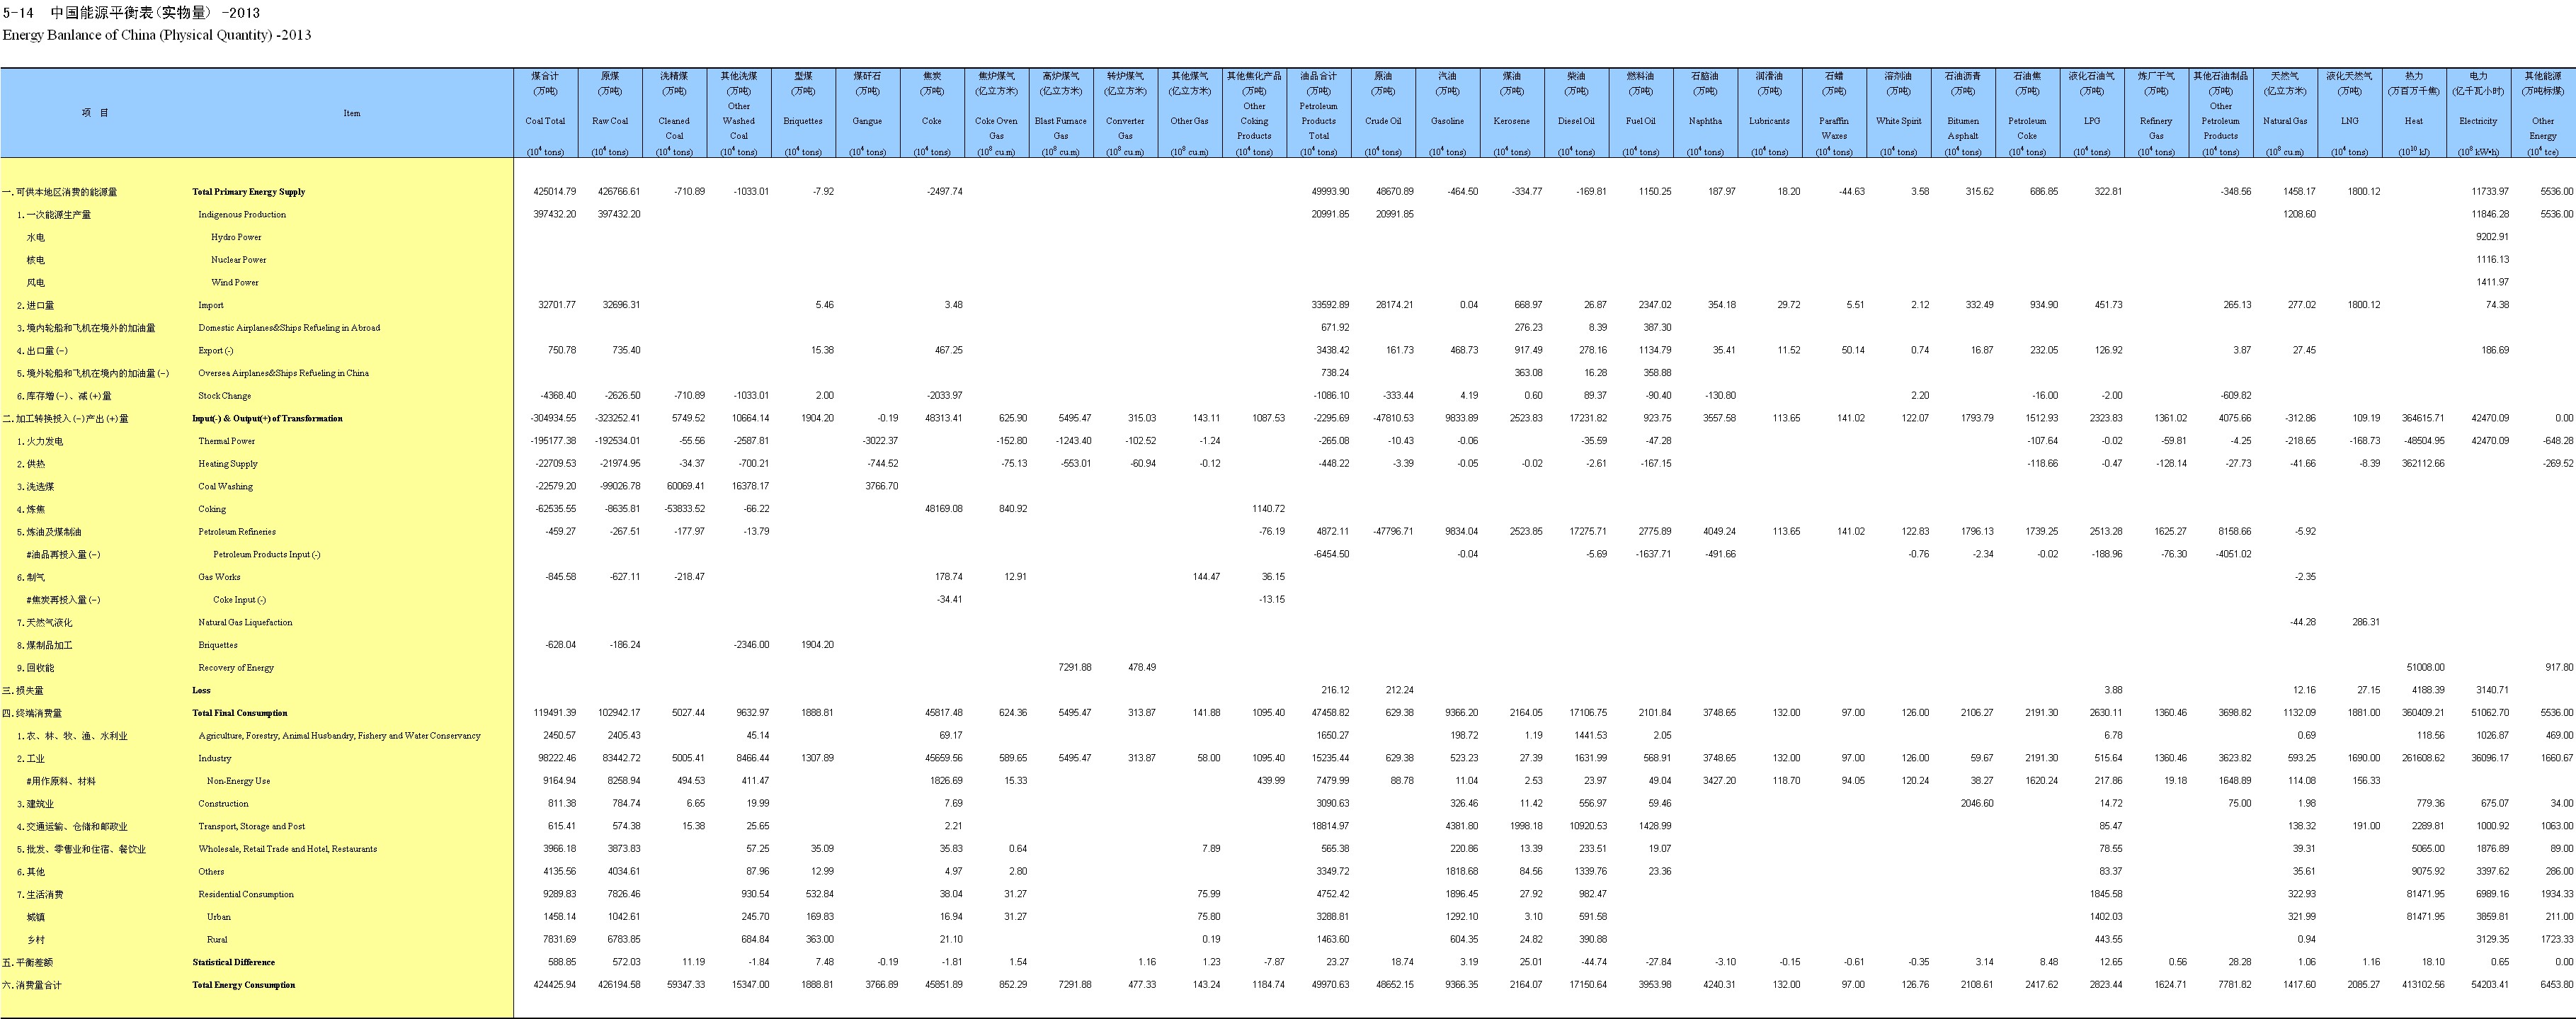 5-14 中国能源平衡表(实物量) -2013
Energy Banlance of China (Physical Quantity) -2013
煤合计 原煤 洗精煤 其他洗煤 型煤 煤矸石 焦炭 焦炉煤气 高炉煤气 转炉煤气 其他煤气 其他焦化产品 油品合计 原油 汽油 煤油 柴油 燃料油 石脑油 润滑油 石蜡 溶剂油 石油沥青 石油焦 液化石油气 炼厂干气 其他石油制品 天然气 液化天然气 热力 电力 其他能源
(万吨) (万吨) (万吨) (万吨) (万吨) (万吨) (万吨) (亿立方米) (亿立方米) (亿立方米) (亿立方米) (万吨) (万吨) (万吨) (万吨) (万吨) (万吨) (万吨) (万吨) (万吨) (万吨) (万吨) (万吨) (万吨) (万吨) (万吨) (万吨) (亿立方米) (万吨) (万百万千焦) (亿千瓦小时) (万吨标煤)
Other Other Petroleum Other
项 目 Item Coal Total Raw Coal Cleaned Washed Briquettes Gangue Coke Coke Oven Blast Furnace Converter Other Gas Coking Products Crude Oil Gasoline Kerosene Diesel Oil Fuel Oil Naphtha Lubricants Paraffin White Spirit Bitumen Petroleum LPG Refinery Petroleum Natural Gas LNG Heat Electricity Other
Coal Coal Gas Gas Gas Products Total Waxes Asphalt Coke Gas Products Energy
(10⁴ tons) (10⁴ tons) (10⁴ tons) (10⁴ tons) (10⁴ tons) (10⁴ tons) (10⁴ tons) (10⁸ cu.m) (10⁸ cu.m) (10⁸ cu.m) (10⁸ cu.m) (10⁴ tons) (10⁴ tons) (10⁴ tons) (10⁴ tons) (10⁴ tons) (10⁴ tons) (10⁴ tons) (10⁴ tons) (10⁴ tons) (10⁴ tons) (10⁴ tons) (10⁴ tons) (10⁴ tons) (10⁴ tons) (10⁴ tons) (10⁴ tons) (10⁸ cu.m) (10⁴ tons) (10¹⁰ kJ) (10⁸ kW•h) (10⁴ tce)
一.可供本地区消费的能源量 Total Primary Energy Supply 425014.79 426766.61 -710.89 -1033.01 -7.92 -2497.74 49993.90 48670.89 -464.50 -334.77 -169.81 1150.25 187.97 18.20 -44.63 3.58 315.62 686.85 322.81 -348.56 1458.17 1800.12 11733.97 5536.00
1.一次能源生产量 Indigenous Production 397432.20 397432.20 20991.85 20991.85 1208.60 11846.28 5536.00
水电 Hydro Power 9202.91
核电 Nuclear Power 1116.13
风电 Wind Power 1411.97
2.进口量 Import 32701.77 32696.31 5.46 3.48 33592.89 28174.21 0.04 668.97 26.87 2347.02 354.18 29.72 5.51 2.12 332.49 934.90 451.73 265.13 277.02 1800.12 74.38
3.境内轮船和飞机在境外的加油量 Domestic Airplanes&Ships Refueling in Abroad 671.92 276.23 8.39 387.30
4.出口量(-) Export (-) 750.78 735.40 15.38 467.25 3438.42 161.73 468.73 917.49 278.16 1134.79 35.41 11.52 50.14 0.74 16.87 232.05 126.92 3.87 27.45 186.69
5.境外轮船和飞机在境内的加油量(-) Oversea Airplanes&Ships Refueling in China 738.24 363.08 16.28 358.88
6.库存增(-)、减(+)量 Stock Change -4368.40 -2626.50 -710.89 -1033.01 2.00 -2033.97 -1086.10 -333.44 4.19 0.60 89.37 -90.40 -130.80 2.20 -16.00 -2.00 -609.82
二.加工转换投入(-)产出(+)量 Input(-) & Output(+) of Transformation -304934.55 -323252.41 5749.52 10664.14 1904.20 -0.19 48313.41 625.90 5495.47 315.03 143.11 1087.53 -2295.69 -47810.53 9833.89 2523.83 17231.82 923.75 3557.58 113.65 141.02 122.07 1793.79 1512.93 2323.83 1361.02 4075.66 -312.86 109.19 364615.71 42470.09 0.00
1.火力发电 Thermal Power -195177.38 -192534.01 -55.56 -2587.81 -3022.37 -152.80 -1243.40 -102.52 -1.24 -265.08 -10.43 -0.06 -35.59 -47.28 -107.64 -0.02 -59.81 -4.25 -218.65 -168.73 -48504.95 42470.09 -648.28
2.供热 Heating Supply -22709.53 -21974.95 -34.37 -700.21 -744.52 -75.13 -553.01 -60.94 -0.12 -448.22 -3.39 -0.05 -0.02 -2.61 -167.15 -118.66 -0.47 -128.14 -27.73 -41.66 -8.39 362112.66 -269.52
3.洗选煤 Coal Washing -22579.20 -99026.78 60069.41 16378.17 3766.70
4.炼焦 Coking -62535.55 -8635.81 -53833.52 -66.22 48169.08 840.92 1140.72
5.炼油及煤制油 Petroleum Refineries -459.27 -267.51 -177.97 -13.79 -76.19 4872.11 -47796.71 9834.04 2523.85 17275.71 2775.89 4049.24 113.65 141.02 122.83 1796.13 1739.25 2513.28 1625.27 8158.66 -5.92
#油品再投入量(-) Petroleum Products Input (-) -6454.50 -0.04 -5.69 -1637.71 -491.66 -0.76 -2.34 -0.02 -188.96 -76.30 -4051.02
6.制气 Gas Works -845.58 -627.11 -218.47 178.74 12.91 144.47 36.15 -2.35
#焦炭再投入量(-) Coke Input (-) -34.41 -13.15
7.天然气液化 Natural Gas Liquefaction -44.28 286.31
8.煤制品加工 Briquettes -628.04 -186.24 -2346.00 1904.20
9.回收能 Recovery of Energy 7291.88 478.49 51008.00 917.80
三.损失量 Loss 216.12 212.24 3.88 12.16 27.15 4188.39 3140.71
四.终端消费量 Total Final Consumption 119491.39 102942.17 5027.44 9632.97 1888.81 45817.48 624.36 5495.47 313.87 141.88 1095.40 47458.82 629.38 9366.20 2164.05 17106.75 2101.84 3748.65 132.00 97.00 126.00 2106.27 2191.30 2630.11 1360.46 3698.82 1132.09 1881.00 360409.21 51062.70 5536.00
1.农、林、牧、渔、水利业 Agriculture, Forestry, Animal Husbandry, Fishery and Water Conservancy 2450.57 2405.43 45.14 69.17 1650.27 198.72 1.19 1441.53 2.05 6.78 0.69 118.56 1026.87 469.00
2.工业 Industry 98222.46 83442.72 5005.41 8466.44 1307.89 45659.56 589.65 5495.47 313.87 58.00 1095.40 15235.44 629.38 523.23 27.39 1631.99 568.91 3748.65 132.00 97.00 126.00 59.67 2191.30 515.64 1360.46 3623.82 593.25 1690.00 261608.62 36096.17 1660.67
#用作原料、材料 Non-Energy Use 9164.94 8258.94 494.53 411.47 1826.69 15.33 439.99 7479.99 88.78 11.04 2.53 23.97 49.04 3427.20 118.70 94.05 120.24 38.27 1620.24 217.86 19.18 1648.89 114.08 156.33
3.建筑业 Construction 811.38 784.74 6.65 19.99 7.69 3090.63 326.46 11.42 556.97 59.46 2046.60 14.72 75.00 1.98 779.36 675.07 34.00
4.交通运输、仓储和邮政业 Transport, Storage and Post 615.41 574.38 15.38 25.65 2.21 18814.97 4381.80 1998.18 10920.53 1428.99 85.47 138.32 191.00 2289.81 1000.92 1063.00
5.批发、零售业和住宿、餐饮业 Wholesale, Retail Trade and Hotel, Restaurants 3966.18 3873.83 57.25 35.09 35.83 0.64 7.89 565.38 220.86 13.39 233.51 19.07 78.55 39.31 5065.00 1876.89 89.00
6.其他 Others 4135.56 4034.61 87.96 12.99 4.97 2.80 3349.72 1818.68 84.56 1339.76 23.36 83.37 35.61 9075.92 3397.62 286.00
7.生活消费 Residential Consumption 9289.83 7826.46 930.54 532.84 38.04 31.27 75.99 4752.42 1896.45 27.92 982.47 1845.58 322.93 81471.95 6989.16 1934.33
城镇 Urban 1458.14 1042.61 245.70 169.83 16.94 31.27 75.80 3288.81 1292.10 3.10 591.58 1402.03 321.99 81471.95 3859.81 211.00
乡村 Rural 7831.69 6783.85 684.84 363.00 21.10 0.19 1463.60 604.35 24.82 390.88 443.55 0.94 3129.35 1723.33
五.平衡差额 Statistical Difference 588.85 572.03 11.19 -1.84 7.48 -0.19 -1.81 1.54 1.16 1.23 -7.87 23.27 18.74 3.19 25.01 -44.74 -27.84 -3.10 -0.15 -0.61 -0.35 3.14 8.48 12.65 0.56 28.28 1.06 1.16 18.10 0.65 0.00
六.消费量合计 Total Energy Consumption 424425.94 426194.58 59347.33 15347.00 1888.81 3766.89 45851.89 852.29 7291.88 477.33 143.24 1184.74 49970.63 48652.15 9366.35 2164.07 17150.64 3953.98 4240.31 132.00 97.00 126.76 2108.61 2417.62 2823.44 1624.71 7781.82 1417.60 2085.27 413102.56 54203.41 6453.80